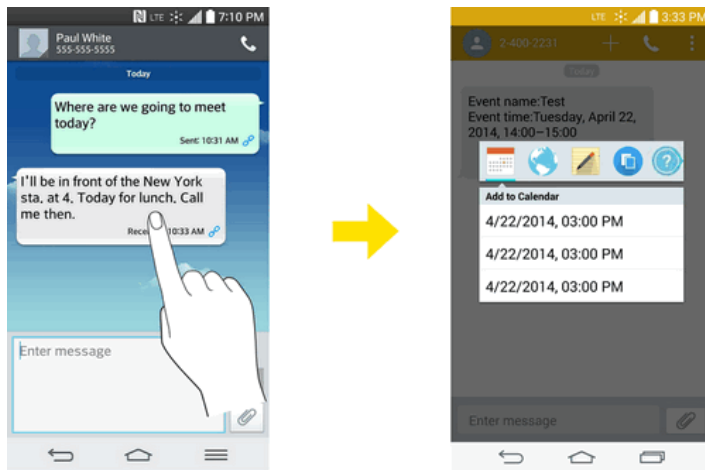 LTE 7:10 PM
Paul White
555-555-5555
Today
Where are we going to meet
today?
Sent: 10:31 AM
I'll be in front of the New York
sta. at 4. Today for lunch. Call
me then.
10:33 AM
Enter message
LTE 3:33 PM
2-400-2231
Today
Event name:Test
Event time:Tuesday, April 22,
2014, 14:00–15:00
Add to Calendar
4/22/2014, 03:00 PM
4/22/2014, 03:00 PM
4/22/2014, 03:00 PM
Enter message